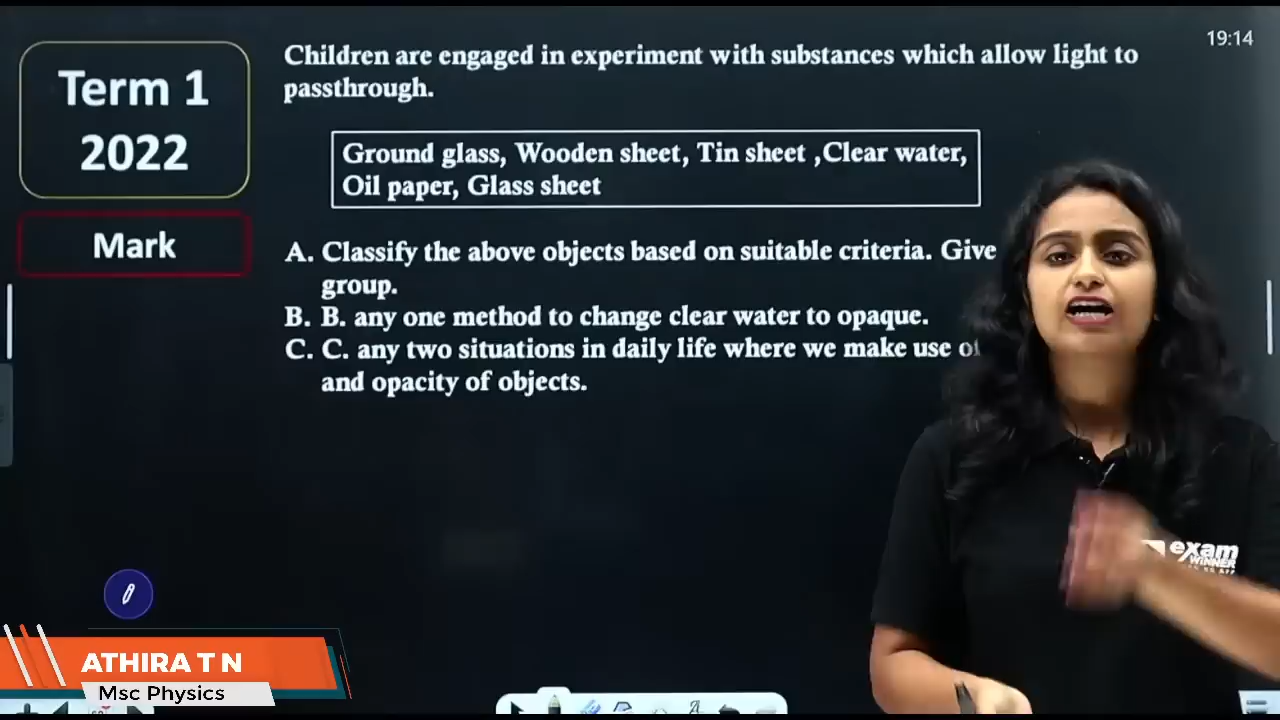 19:14
Term 1
2022
Mark
Children are engaged in experiment with substances which allow light to
passthrough.
Ground glass, Wooden sheet, Tin sheet ,Clear water,
Oil paper, Glass sheet
A. Classify the above objects based on suitable criteria. Give
group.
B. B. any one method to change clear water to opaque.
C. C. any two situations in daily life where we make use of
and opacity of objects.
exam
WINNER
ATHIRA T N
Msc Physics